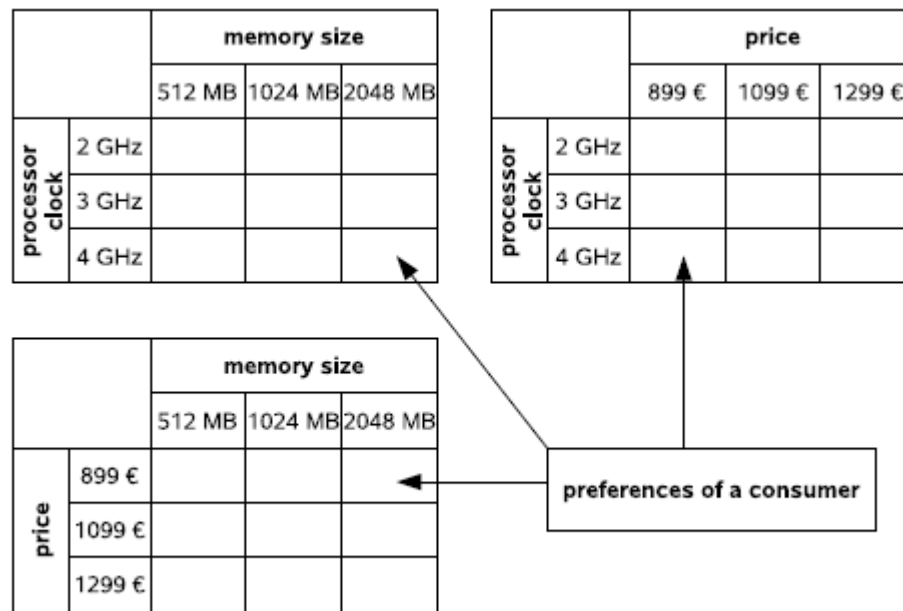 memory size
512 MB 1024 MB 2048 MB
processor
clock
2 GHz
3 GHz
4 GHz
price
899 € 1099 € 1299 €
processor
clock
2 GHz
3 GHz
4 GHz
memory size
512 MB 1024 MB 2048 MB
price
899 €
1099 €
1299 €
preferences of a consumer